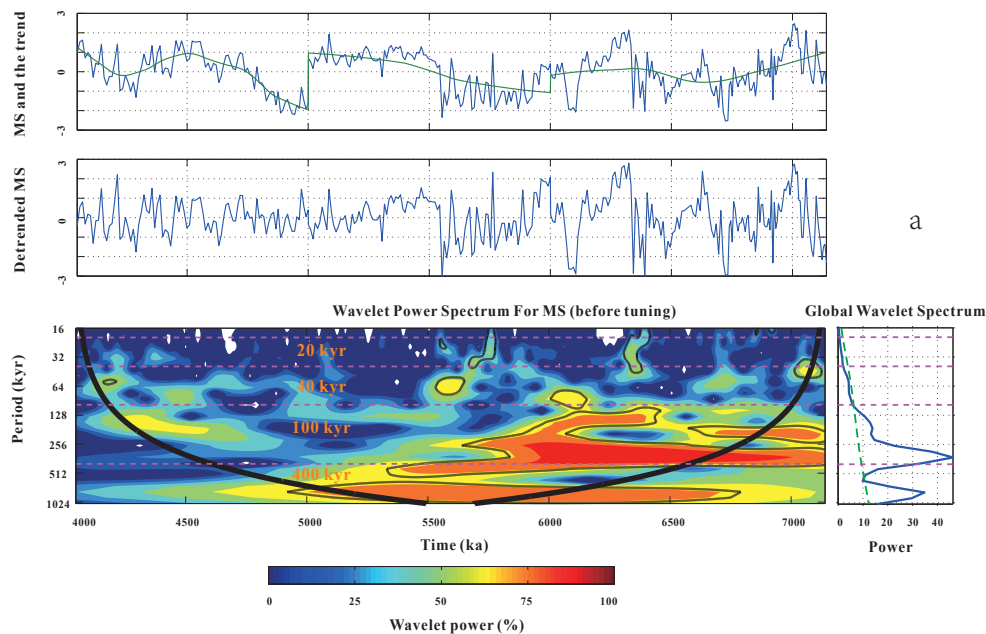 MS and the trend
3
0
-3
Detrended MS
3
0
-3
a
Wavelet Power Spectrum For MS (before tuning)
Global Wavelet Spectrum
Period (kyr)
16
32
64
128
256
512
1024
20 kyr
40 kyr
100 kyr
400 kyr
4000 4500 5000 5500 6000 6500 7000
Time (ka)
0 10 20 30 40
Power
0 25 50 75 100
Wavelet power (%)